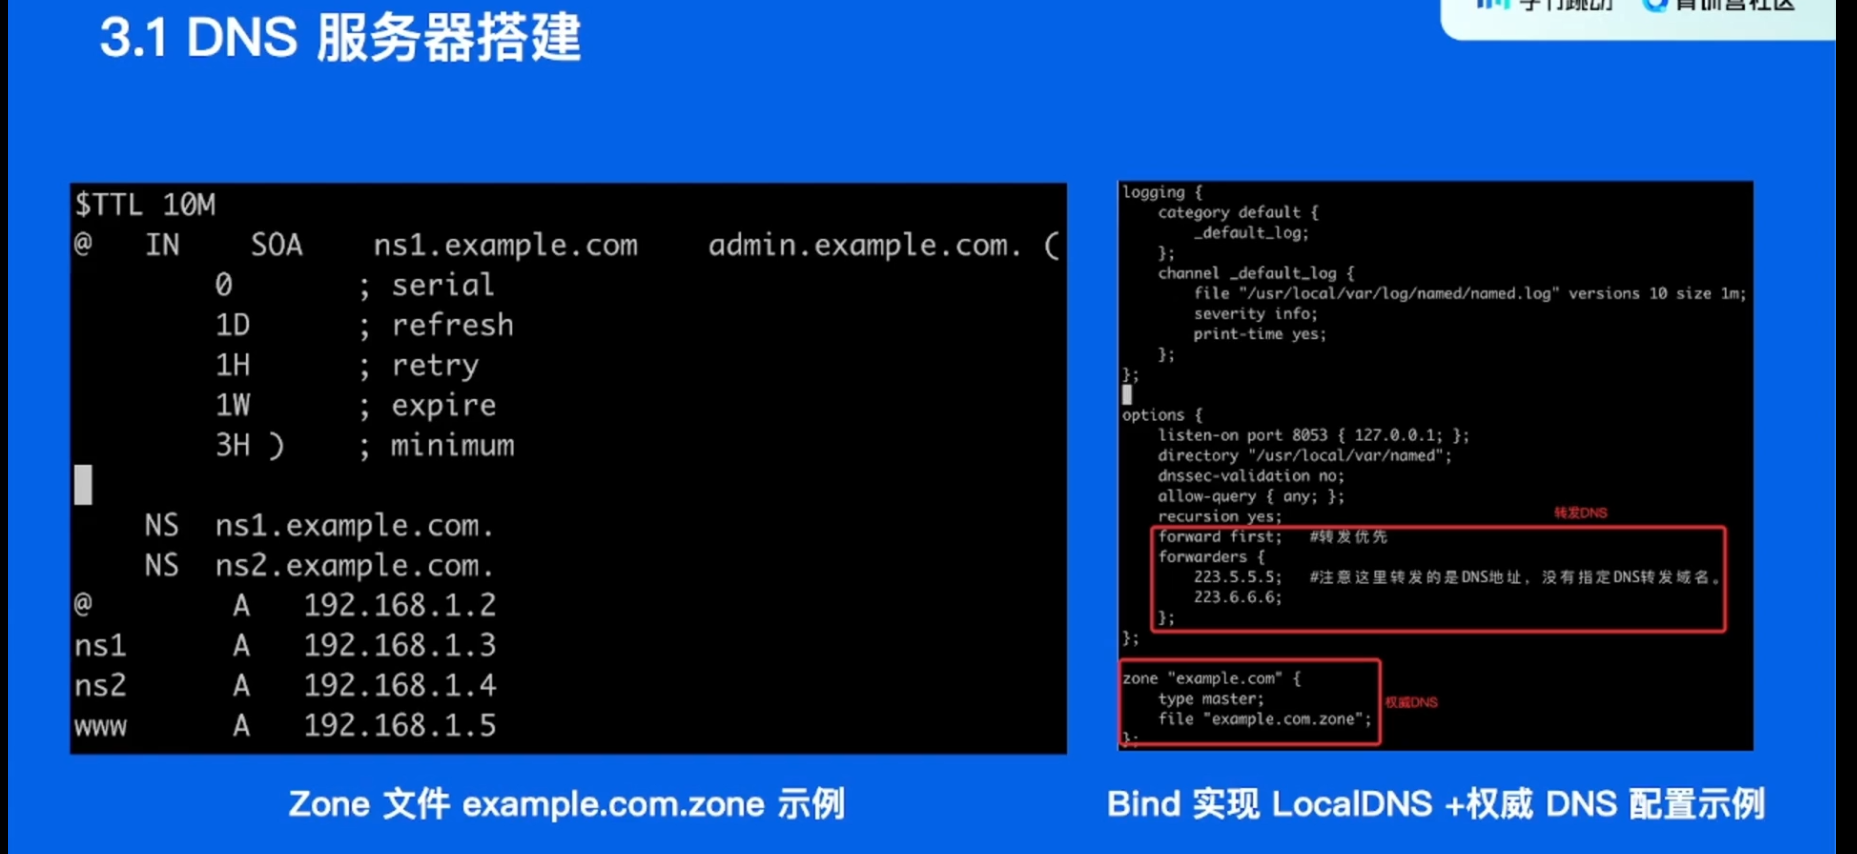 3.1 DNS 服务器搭建
$TTL 10M
@ IN SOA ns1.example.com admin.example.com. (
0 ; serial
1D ; refresh
1H ; retry
1W ; expire
3H ) ; minimum
NS ns1.example.com.
NS ns2.example.com.
@ A 192.168.1.2
ns1 A 192.168.1.3
ns2 A 192.168.1.4
www A 192.168.1.5
Zone 文件 example.com.zone 示例
logging {
category default {
_default_log;
};
channel _default_log {
file "/usr/local/var/log/named/named.log" versions 10 size 1m;
severity info;
print-time yes;
};
};
options {
listen-on port 8053 { 127.0.0.1; };
directory "/usr/local/var/named";
dnssec-validation no;
allow-query { any; };
recursion yes;
转发DNS
forward first; #转发优先
forwarders {
223.5.5.5; #注意这里转发的是DNS地址，没有指定DNS转发域名。
223.6.6.6;
};
};
zone "example.com" {
type master;
权威DNS
file "example.com.zone";
};
Bind 实现 LocalDNS +权威 DNS 配置示例